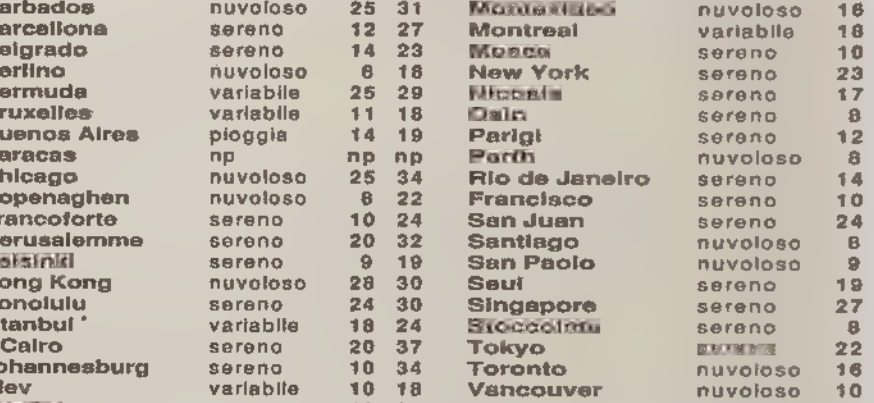 arbados nuvoloso 25 31
arcellona sereno 12 27
elgrado sereno 14 23
erlino nuvoloso 8 16
ermuda variabile 25 29
ruxelles variabile 11 18
uenos Aires pioggia 14 19
aracas np np np
hicago nuvoloso 25 34
openaghen nuvoloso 8 22
rancoforte sereno 10 24
erusalemme sereno 20 32
sereno 9 19
ong Kong nuvoloso 28 30
onolulu sereno 24 30
tanbul variabile 18 24
Cairo sereno 20 37
ohannesburg sereno 10 34
iev variabile 10 18
nuvoloso 16
Montreal variabile 18
sereno 10
New York sereno 23
sereno 17
sereno 8
Parigi sereno 12
nuvoloso 8
Rio de Janeiro sereno 14
Francisco sereno 10
San Juan sereno 24
Santiago nuvoloso 8
San Paolo nuvoloso 9
Seul sereno 19
Singapore sereno 27
sereno 8
Tokyo 22
Toronto nuvoloso 16
Vancouver nuvoloso 10